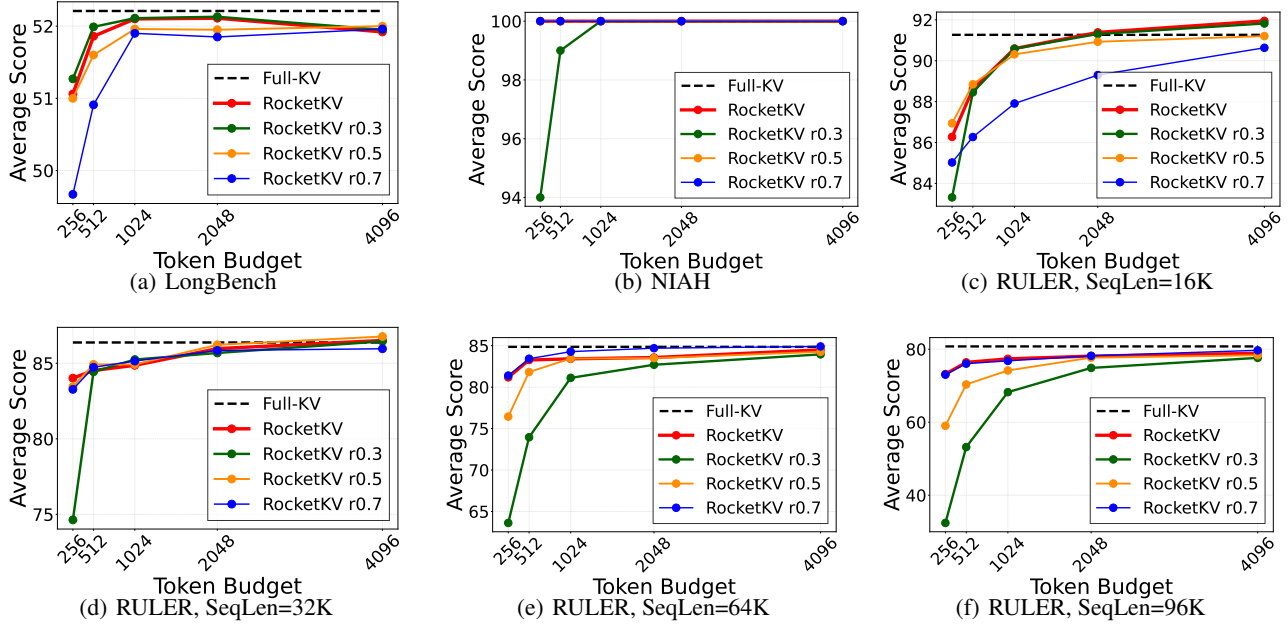 Average Score
52
51
50
Full-KV
RocketKV
RocketKV r0.3
RocketKV r0.5
RocketKV r0.7
256
512
1024
2048
4096
Token Budget
(a) LongBench
Average Score
100
98
96
94
Full-KV
RocketKV
RocketKV r0.3
RocketKV r0.5
RocketKV r0.7
256
512
1024
2048
4096
Token Budget
(b) NIAH
Average Score
92
90
88
86
84
Full-KV
RocketKV
RocketKV r0.3
RocketKV r0.5
RocketKV r0.7
256
512
1024
2048
4096
Token Budget
(c) RULER, SeqLen=16K
Average Score
85
80
75
Full-KV
RocketKV
RocketKV r0.3
RocketKV r0.5
RocketKV r0.7
256
512
1024
2048
4096
Token Budget
(d) RULER, SeqLen=32K
Average Score
85
80
75
70
65
Full-KV
RocketKV
RocketKV r0.3
RocketKV r0.5
RocketKV r0.7
256
512
1024
2048
4096
Token Budget
(e) RULER, SeqLen=64K
Average Score
80
60
40
Full-KV
RocketKV
RocketKV r0.3
RocketKV r0.5
RocketKV r0.7
256
512
1024
2048
4096
Token Budget
(f) RULER, SeqLen=96K